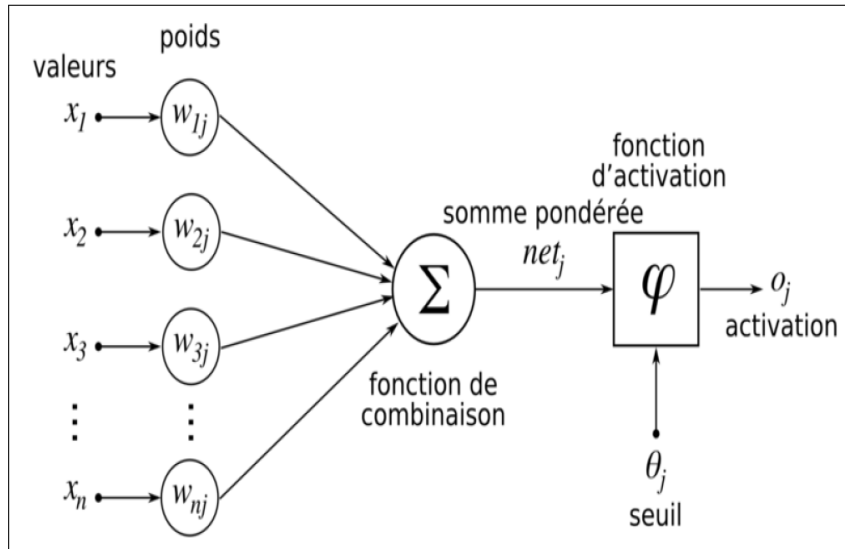 poids
valeurs
x₁
w₁ⱼ
x₂
w₂ⱼ
x₃
w₃ⱼ
⋮ ⋮
xₙ
wₙⱼ
Σ
fonction de
combinaison
somme pondérée
netⱼ
fonction
d'activation
φ
oⱼ
activation
θⱼ
seuil